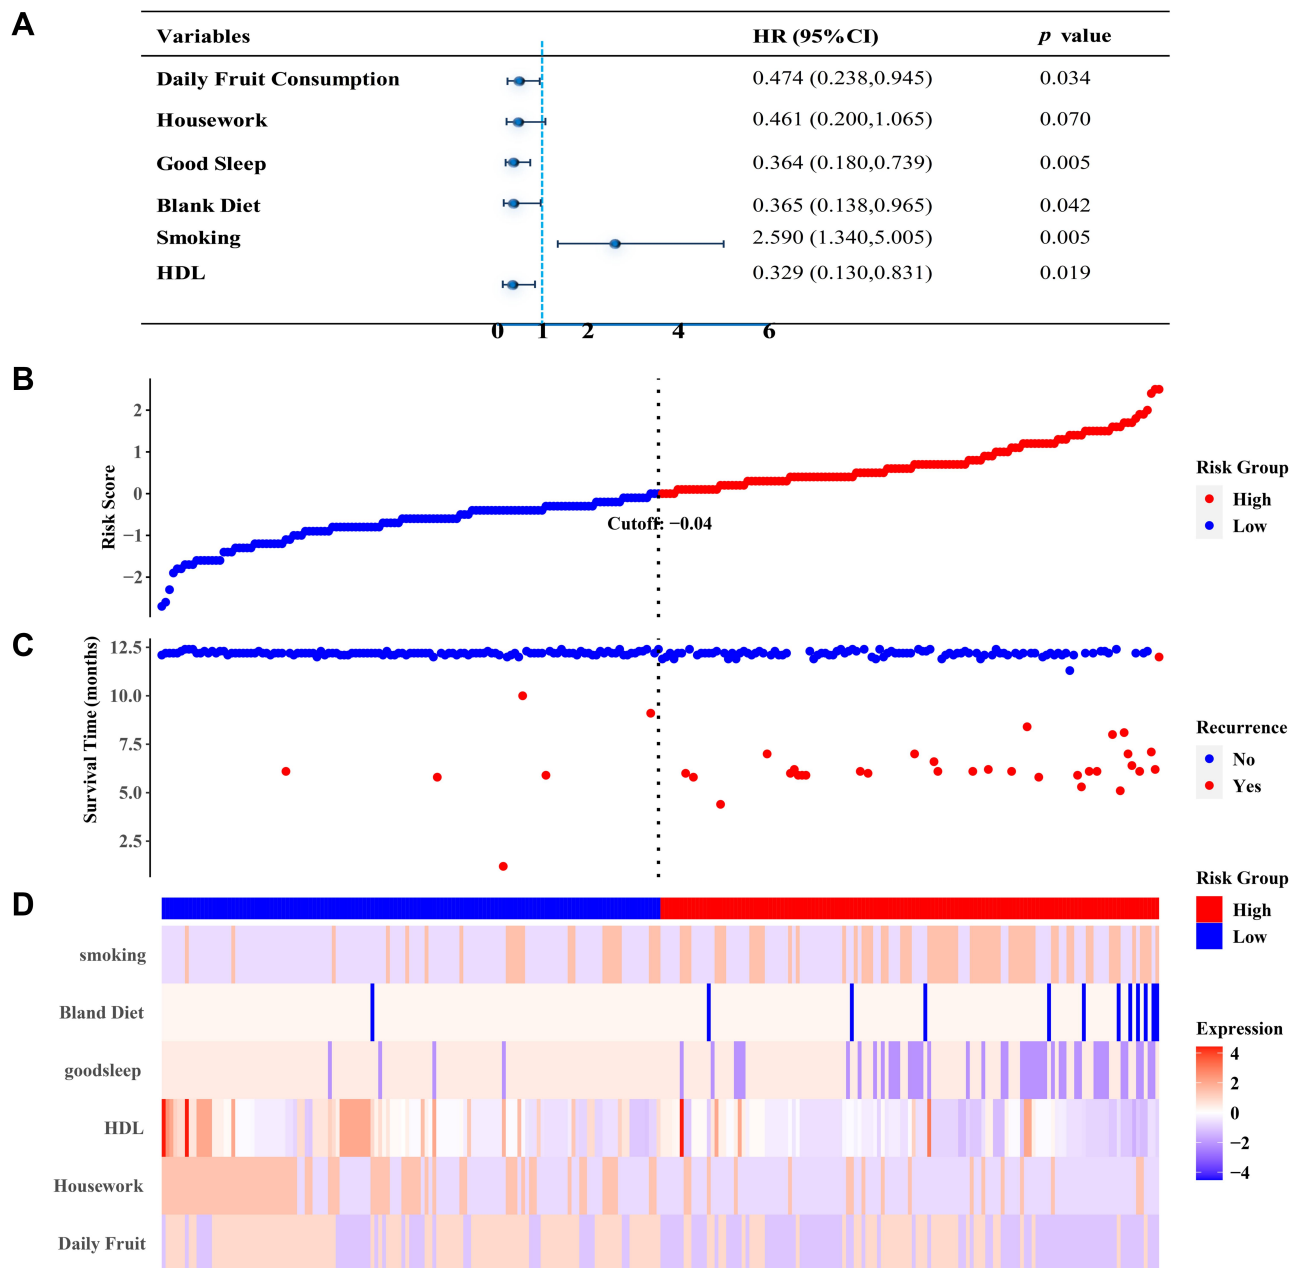 A
Variables HR (95%CI) p value
Daily Fruit Consumption 0.474 (0.238,0.945) 0.034
Housework 0.461 (0.200,1.065) 0.070
Good Sleep 0.364 (0.180,0.739) 0.005
Blank Diet 0.365 (0.138,0.965) 0.042
Smoking 2.590 (1.340,5.005) 0.005
HDL 0.329 (0.130,0.831) 0.019
0 1 2 4 6
B
Risk Score
2
1
0
−1
−2
Cutoff: −0.04
Risk Group
High
Low
C
Survival Time (months)
12.5
10.0
7.5
5.0
2.5
Recurrence
No
Yes
D
smoking
Bland Diet
goodsleep
HDL
Housework
Daily Fruit
Risk Group
High
Low
Expression
4
2
0
−2
−4